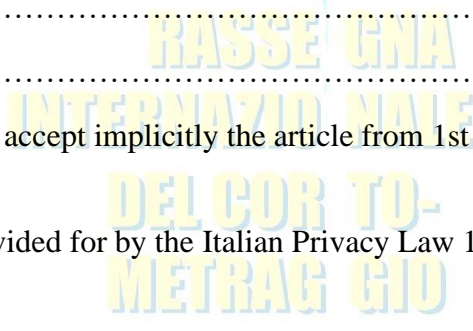 ………………………………………………
RASSE GNA
………………………………………………
INTERNAZIO NALE
accept implicitly the article from 1st
DEL COR TO-
vided for by the Italian Privacy Law 1
METRAG GIO